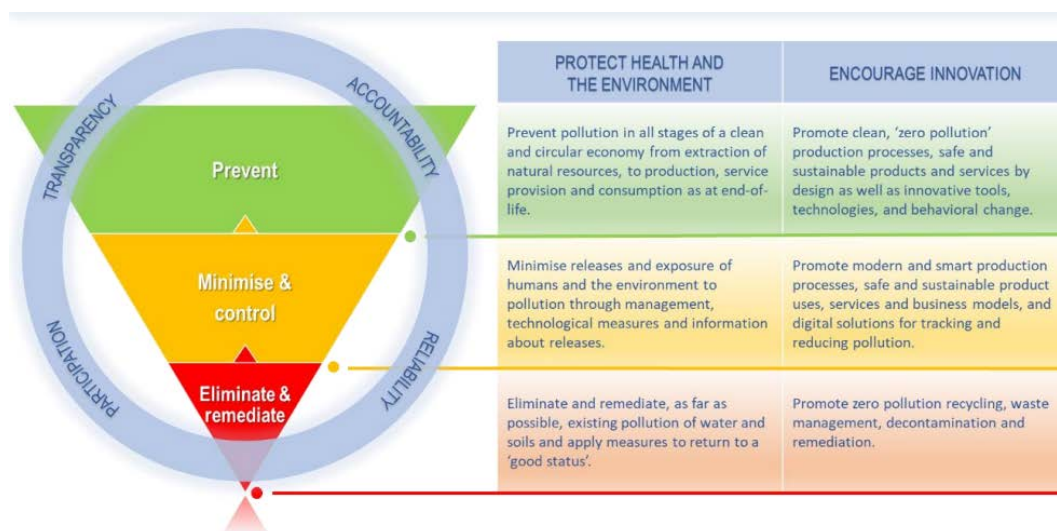 TRANSPARENCY
ACCOUNTABILITY
PARTICIPATION
RELIABILITY
Prevent
Minimise &
control
Eliminate &
remediate
PROTECT HEALTH AND
THE ENVIRONMENT
ENCOURAGE INNOVATION
Prevent pollution in all stages of a clean
and circular economy from extraction of
natural resources, to production, service
provision and consumption as at end-of-
life.
Promote clean, ‘zero pollution’
production processes, safe and
sustainable products and services by
design as well as innovative tools,
technologies, and behavioral change.
Minimise releases and exposure of
humans and the environment to
pollution through management,
technological measures and information
about releases.
Promote modern and smart production
processes, safe and sustainable product
uses, services and business models, and
digital solutions for tracking and
reducing pollution.
Eliminate and remediate, as far as
possible, existing pollution of water and
soils and apply measures to return to a
‘good status’.
Promote zero pollution recycling, waste
management, decontamination and
remediation.